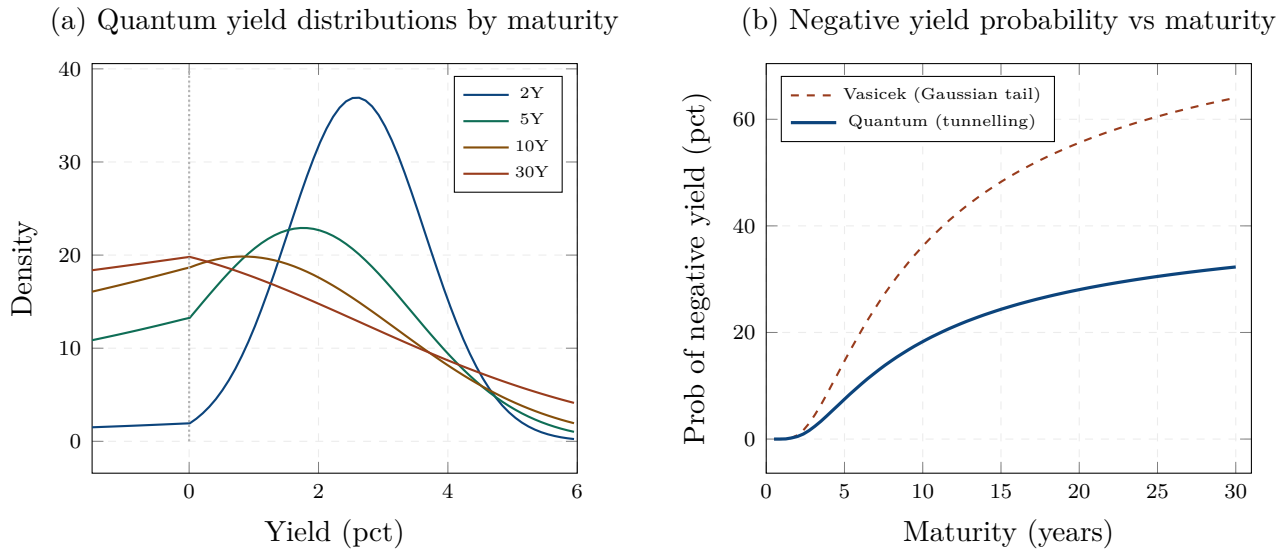 (a) Quantum yield distributions by maturity
40
30
20
10
0
0
2
4
6
Density
Yield (pct)
2Y
5Y
10Y
30Y
(b) Negative yield probability vs maturity
60
40
20
0
0
5
10
15
20
25
30
Prob of negative yield (pct)
Maturity (years)
Vasicek (Gaussian tail)
Quantum (tunnelling)